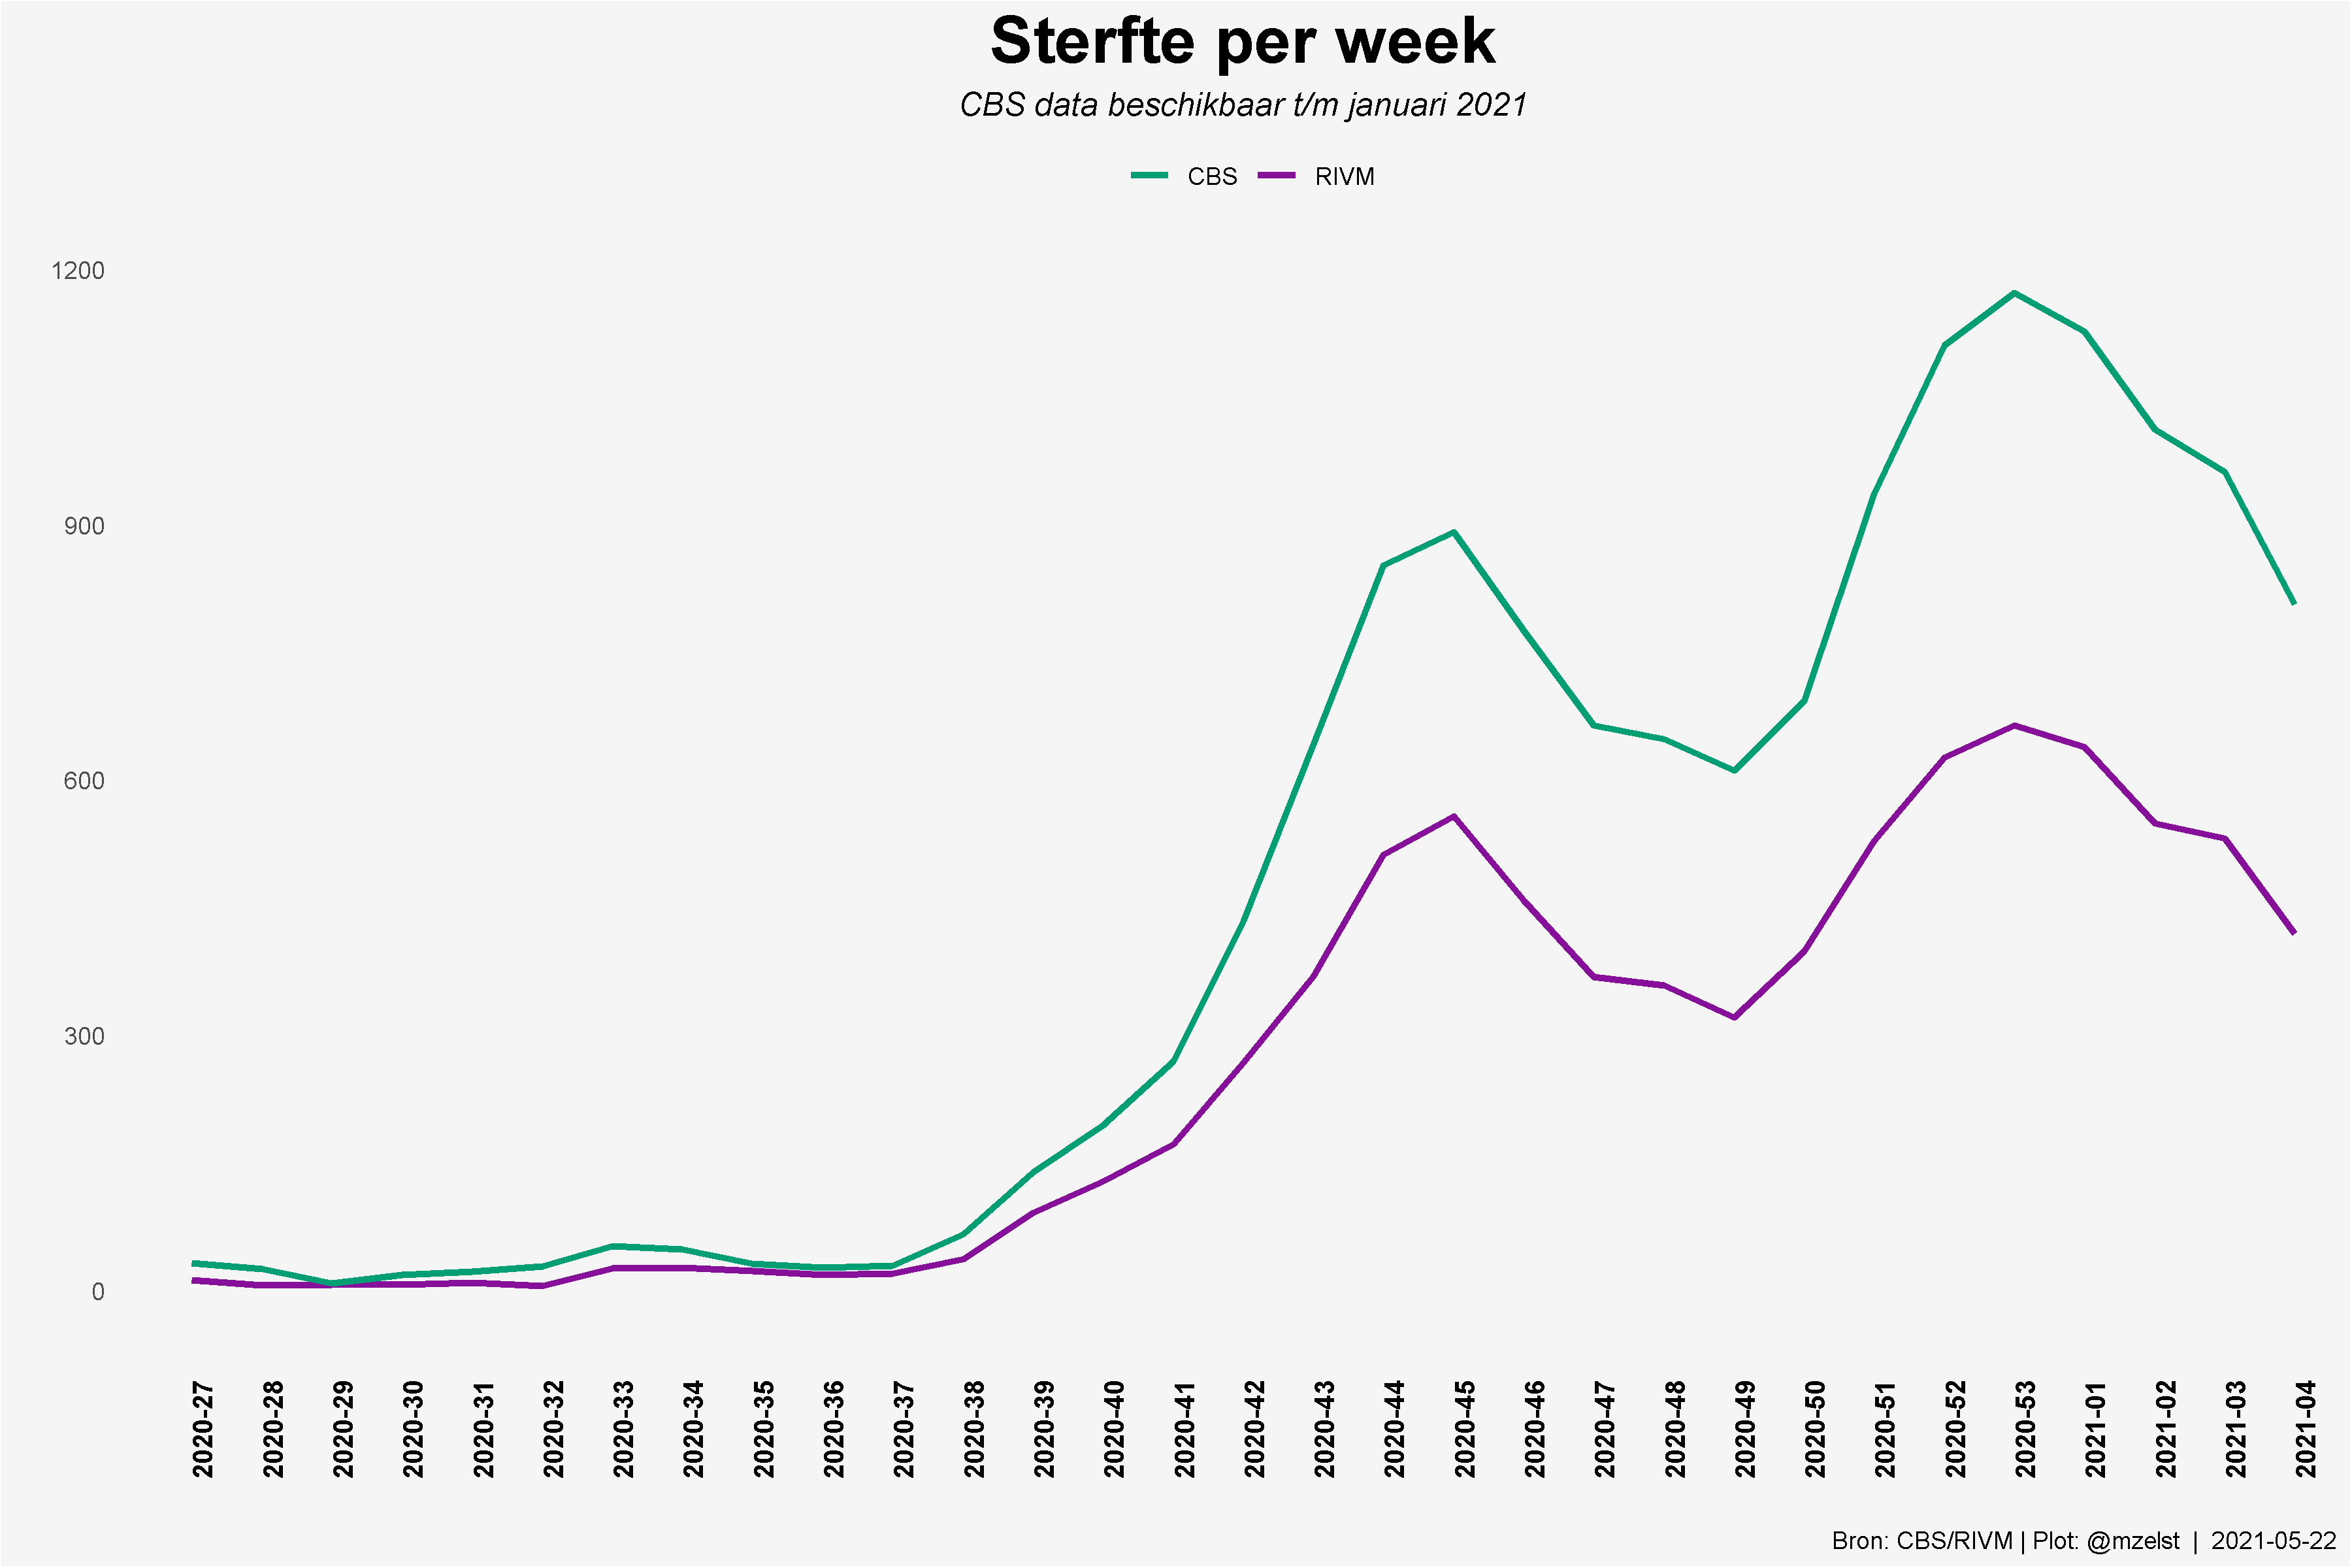 Sterfte per week
CBS data beschikbaar t/m januari 2021
CBS RIVM
1200
900
600
300
0
2020-27 2020-28 2020-29 2020-30 2020-31 2020-32 2020-33 2020-34 2020-35 2020-36 2020-37 2020-38 2020-39 2020-40 2020-41 2020-42 2020-43 2020-44 2020-45 2020-46 2020-47 2020-48 2020-49 2020-50 2020-51 2020-52 2020-53 2021-01 2021-02 2021-03 2021-04
Bron: CBS/RIVM | Plot: @mzelst | 2021-05-22